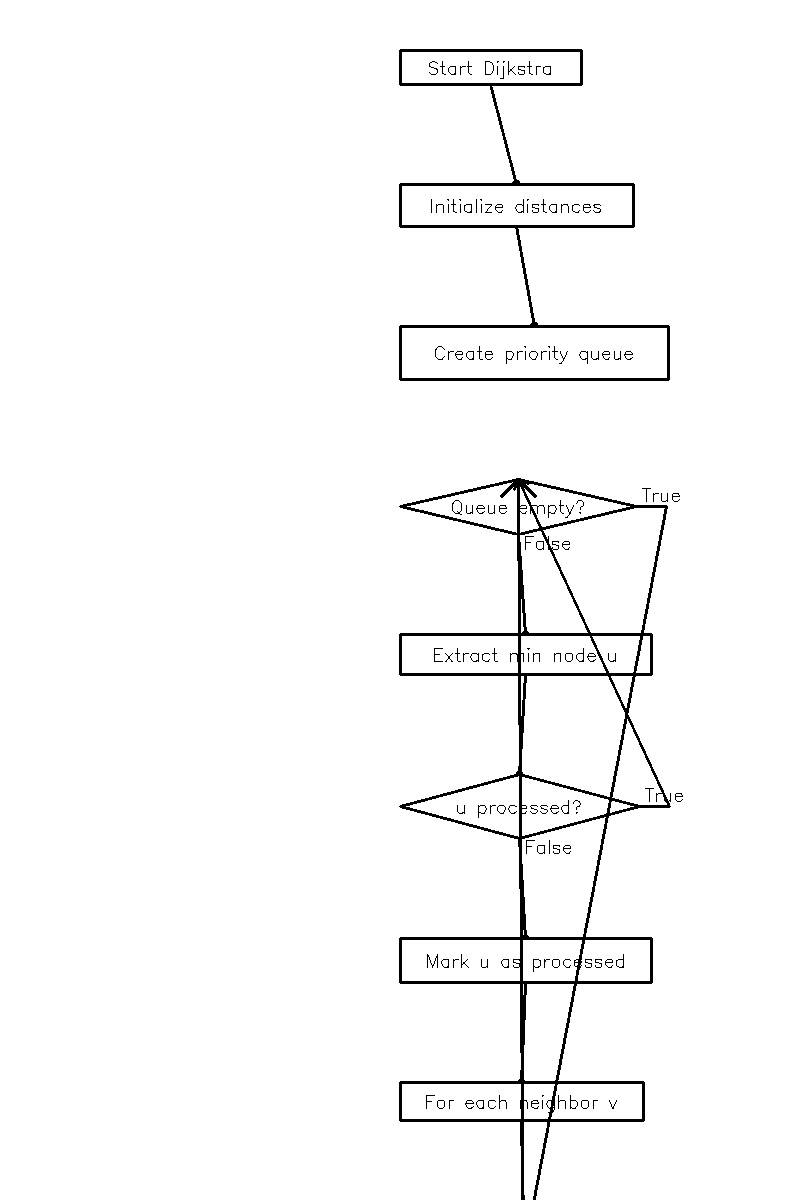 Start Dijkstra
Initialize distances
Create priority queue
True
Queue empty?
False
Extract min node u
True
u processed?
False
Mark u as processed
For each neighbor v